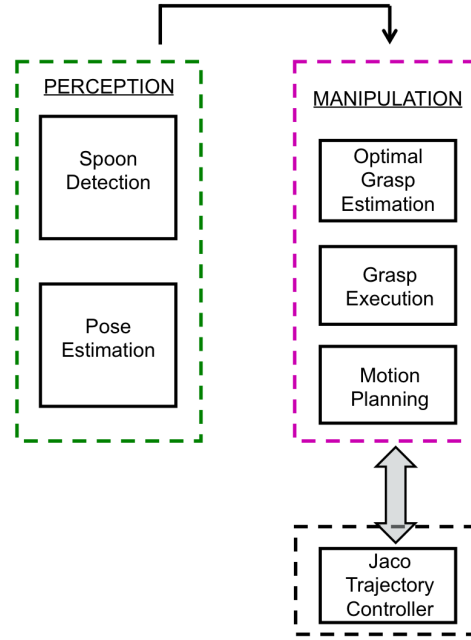 PERCEPTION
Spoon
Detection
Pose
Estimation
MANIPULATION
Optimal
Grasp
Estimation
Grasp
Execution
Motion
Planning
Jaco
Trajectory
Controller